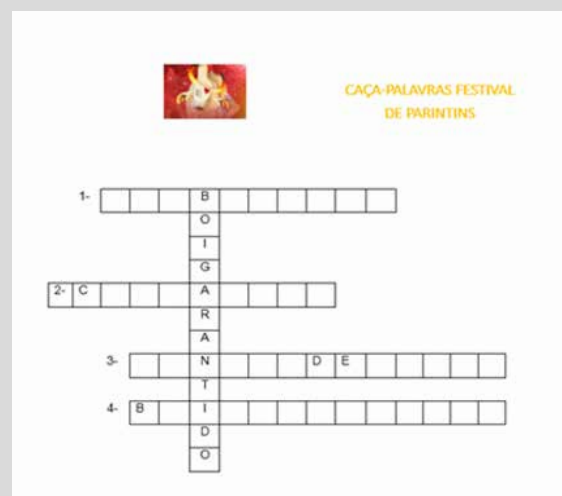 CAÇA-PALAVRAS FESTIVAL
DE PARINTINS
1- B
O
I
G
2- C A
R
A
3- N D E
T
4- B I
D
O